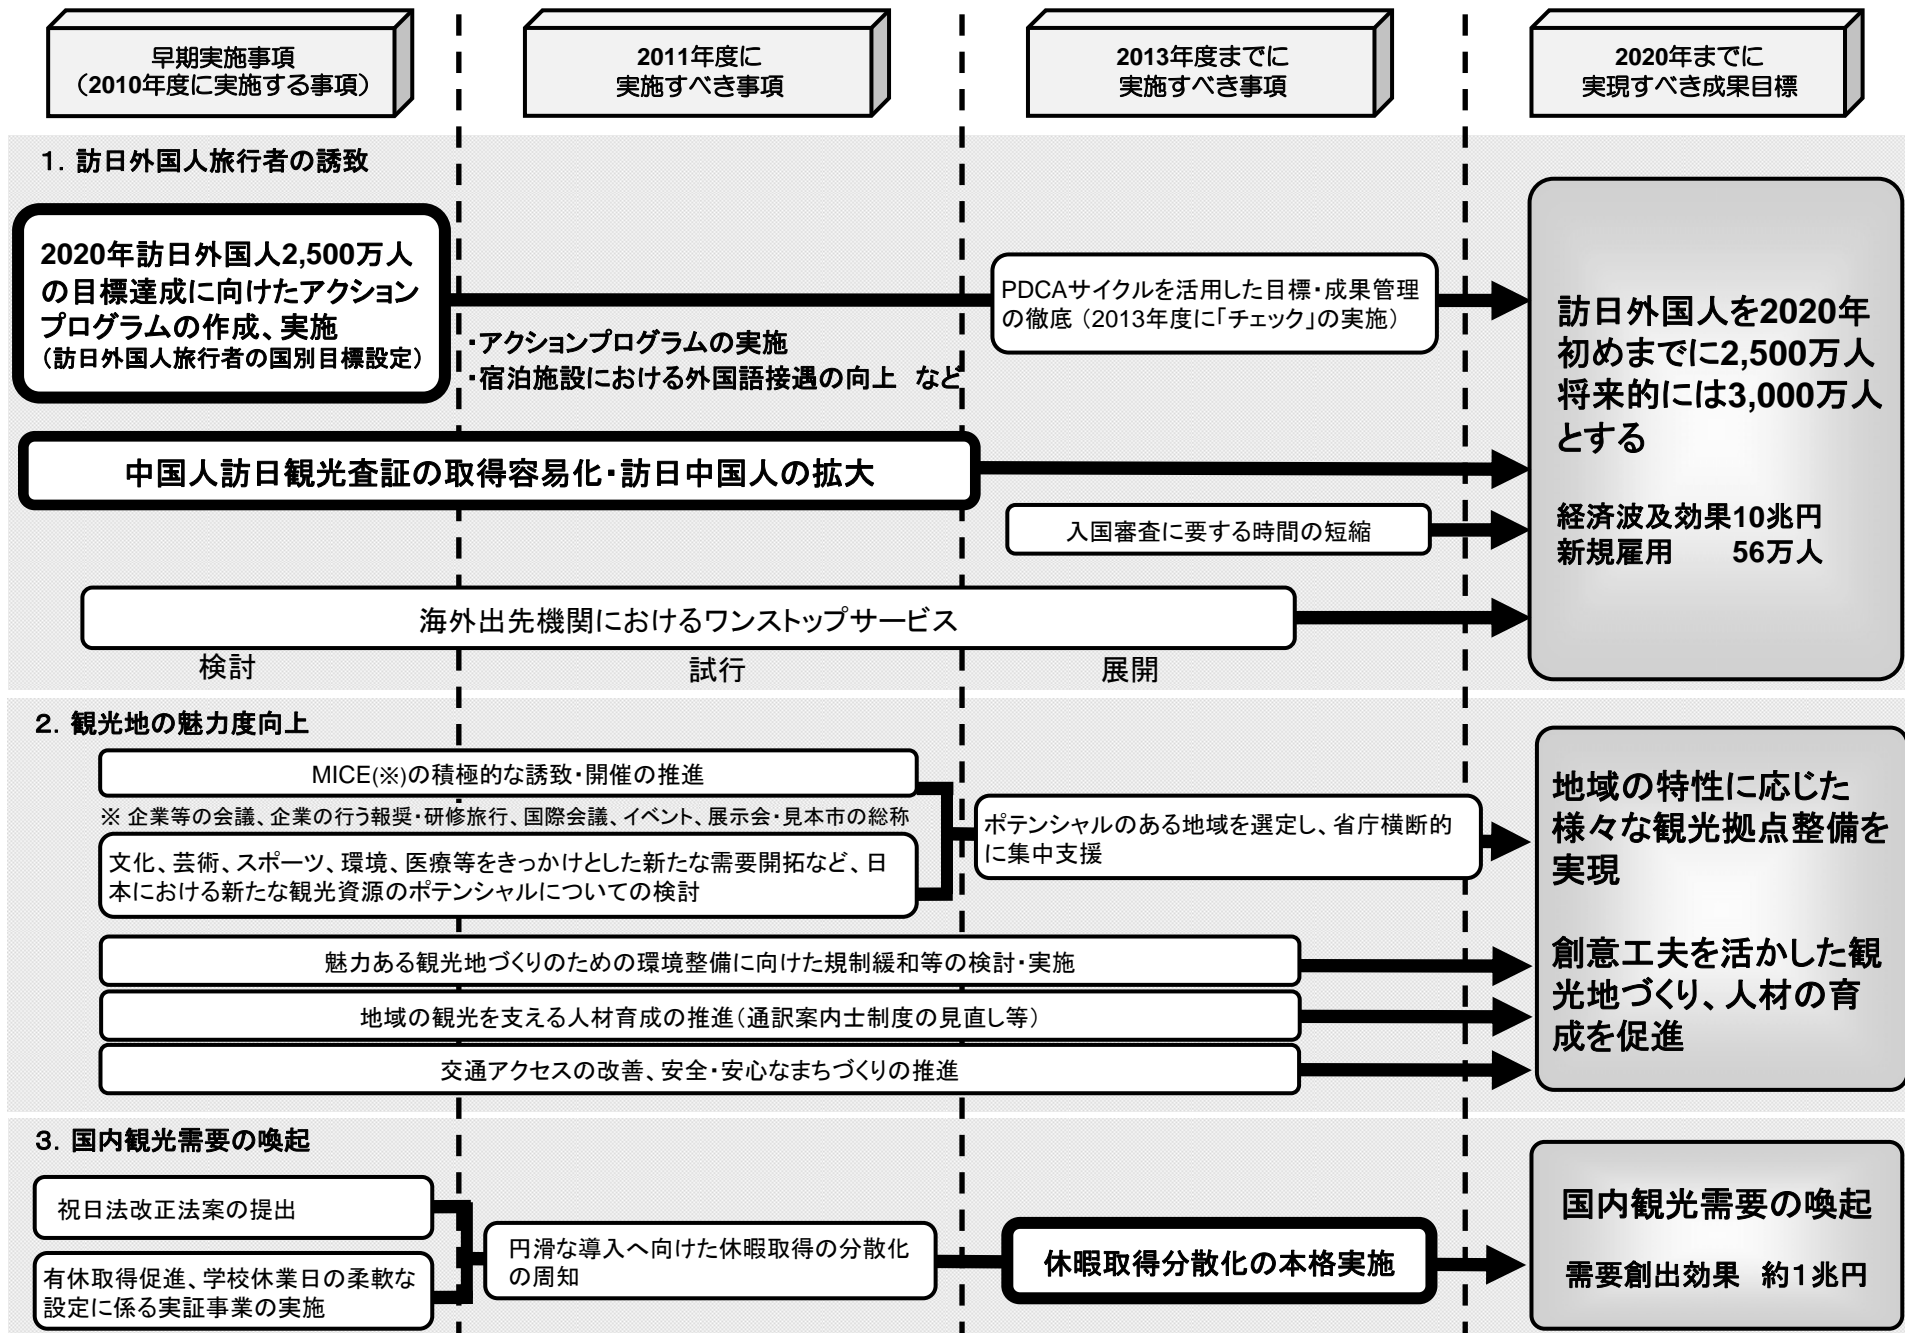 早期実施事項
（2010年度に実施する事項）
2011年度に
実施すべき事項
2013年度までに
実施すべき事項
2020年までに
実現すべき成果目標
1．訪日外国人旅行者の誘致
2020年訪日外国人2,500万人
の目標達成に向けたアクション
プログラムの作成、実施
（訪日外国人旅行者の国別目標設定）
・アクションプログラムの実施
・宿泊施設における外国語接遇の向上　など
PDCAサイクルを活用した目標・成果管理
の徹底（2013年度に「チェック」の実施）
中国人訪日観光査証の取得容易化・訪日中国人の拡大
入国審査に要する時間の短縮
海外出先機関におけるワンストップサービス
検討
試行
展開
訪日外国人を2020年
初めまでに2,500万人
将来的には3,000万人
とする
経済波及効果10兆円
新規雇用　　56万人
2．観光地の魅力度向上
MICE(※)の積極的な誘致・開催の推進
※ 企業等の会議、企業の行う報奨・研修旅行、国際会議、イベント、展示会・見本市の総称
文化、芸術、スポーツ、環境、医療等をきっかけとした新たな需要開拓など、日
本における新たな観光資源のポテンシャルについての検討
ポテンシャルのある地域を選定し、省庁横断的
に集中支援
魅力ある観光地づくりのための環境整備に向けた規制緩和等の検討・実施
地域の観光を支える人材育成の推進（通訳案内士制度の見直し等）
交通アクセスの改善、安全・安心なまちづくりの推進
地域の特性に応じた
様々な観光拠点整備を
実現
創意工夫を活かした観
光地づくり、人材の育
成を促進
3．国内観光需要の喚起
祝日法改正法案の提出
有休取得促進、学校休業日の柔軟な
設定に係る実証事業の実施
円滑な導入へ向けた休暇取得の分散化
の周知
休暇取得分散化の本格実施
国内観光需要の喚起
需要創出効果　約１兆円